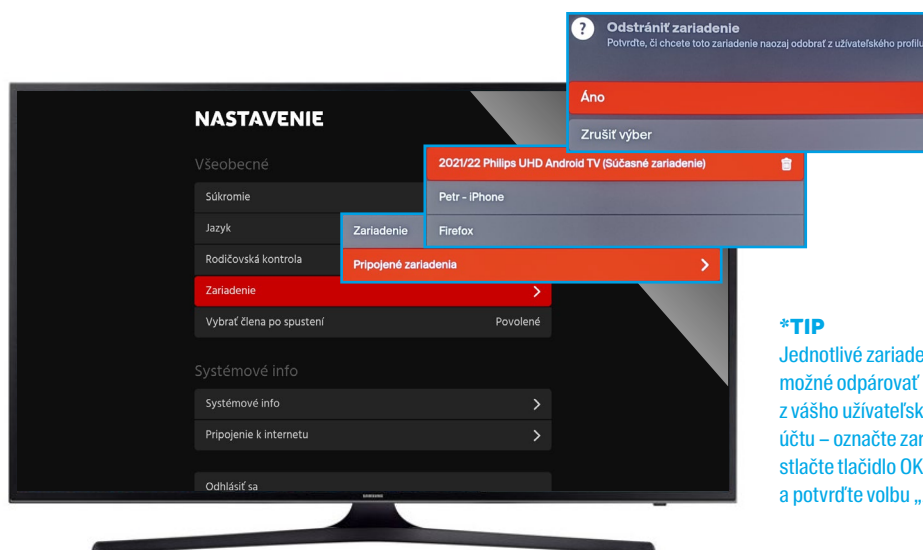 Odstrániť zariadenie
Potvrďte, či chcete toto zariadenie naozaj odobrať z užívateľského profilu
Áno
Zrušiť výber
NASTAVENIE
Všeobecné
Súkromie
Jazyk
Rodičovská kontrola
Zariadenie
Vybrať člena po spustení Povolené
Systémové info
Systémové info
Pripojenie k internetu
Odhlásiť sa
2021/22 Philips UHD Android TV (Súčasné zariadenie)
Petr - iPhone
Firefox
Zariadenie
Pripojené zariadenia
SAMSUNG
*TIP
Jednotlivé zariade
možné odpárovať
z vášho užívateľsk
účtu – označte zar
stlačte tlačidlo OK
a potvrďte voľbu „